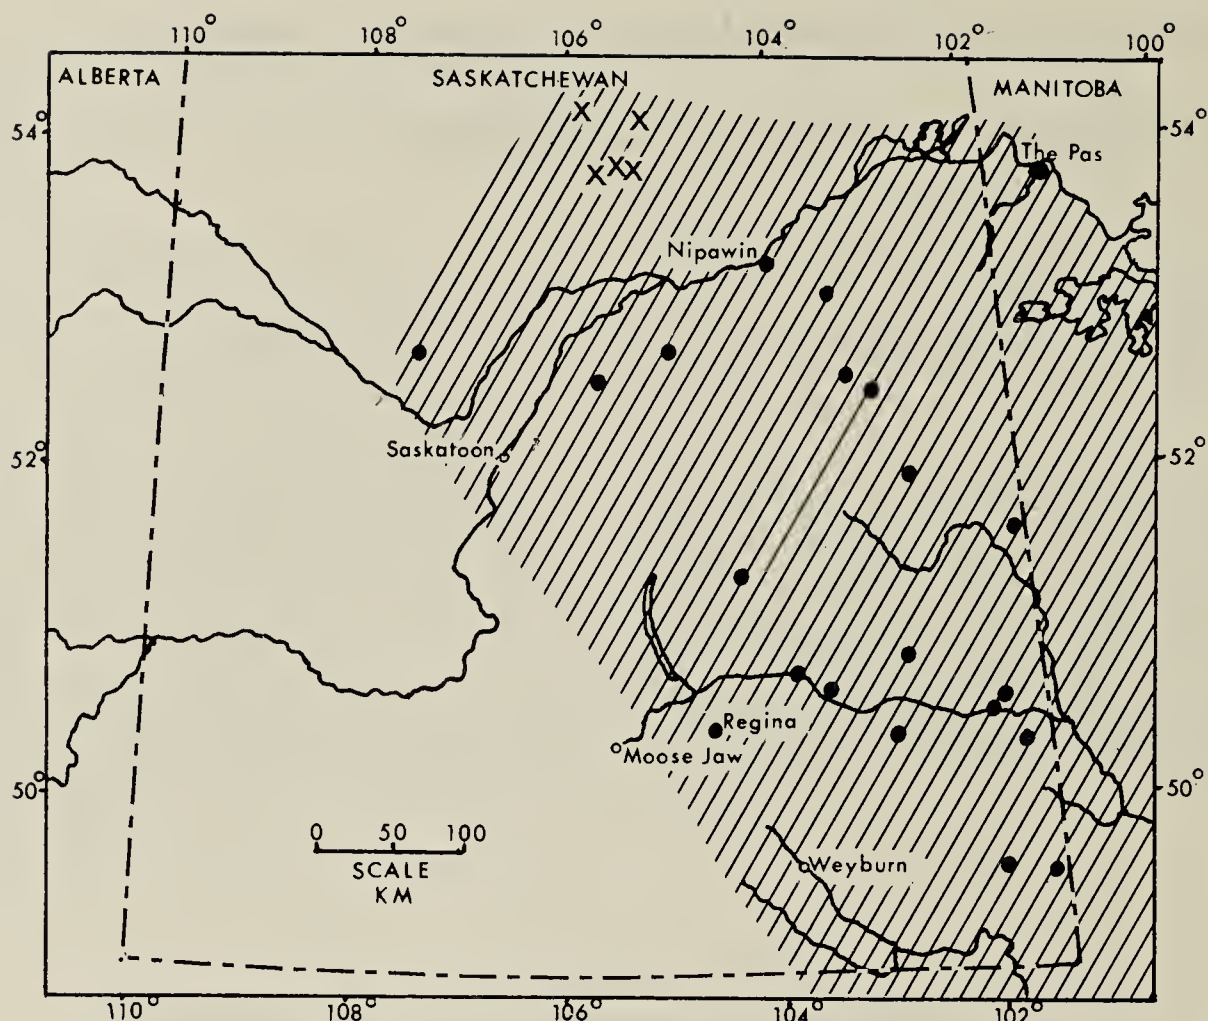 110° 108° 106° 104° 102° 100°
ALBERTA SASKATCHEWAN MANITOBA
X
54° X 54°
The Pas
X X X
Nipawin
Saskatoon
52° 52°
Regina
Moose Jaw
50° 50°
0 50 100
SCALE
KM
Weyburn
110° 108° 106° 104° 102°